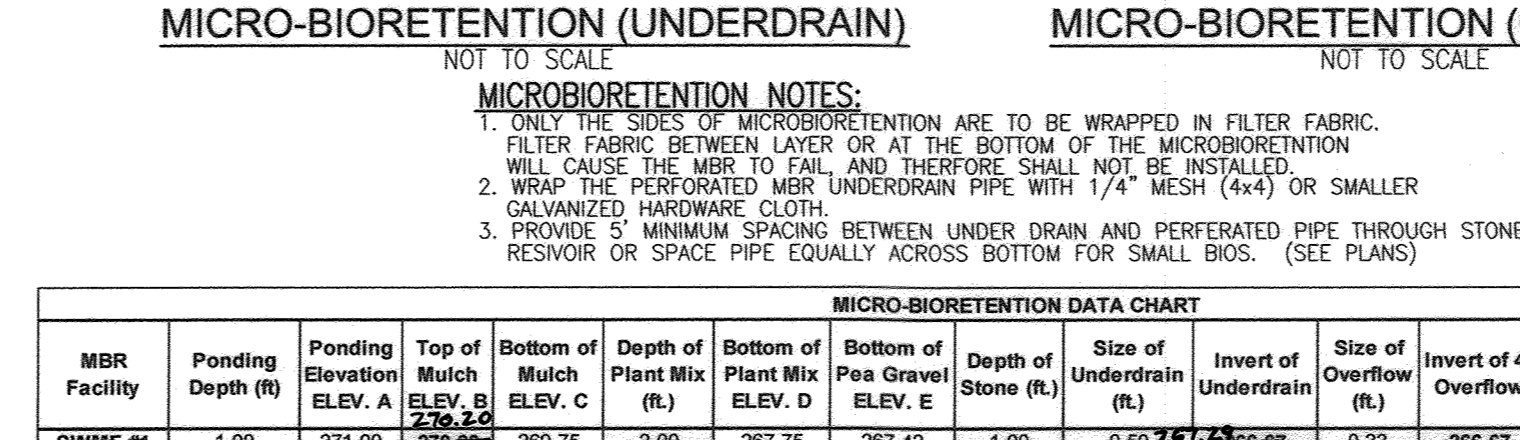 MICRO-BIORETENTION (UNDERDRAIN)
NOT TO SCALE
MICRO-BIORETENTION (
NOT TO SCALE
MICROBIORETENTION NOTES:
1. ONLY THE SIDES OF MICROBIORETENTION ARE TO BE WRAPPED IN FILTER FABRIC.
FILTER FABRIC BETWEEN LAYER OR AT THE BOTTOM OF THE MICROBIORETNTION
WILL CAUSE THE MBR TO FAIL, AND THERFORE SHALL NOT BE INSTALLED.
2. WRAP THE PERFORATED MBR UNDERDRAIN PIPE WITH 1/4" MESH (4x4) OR SMALLER
GALVANIZED HARDWARE CLOTH.
3. PROVIDE 5' MINIMUM SPACING BETWEEN UNDER DRAIN AND PERFERATED PIPE THROUGH STONE
RESIVOIR OR SPACE PIPE EQUALLY ACROSS BOTTOM FOR SMALL BIOS. (SEE PLANS)
MICRO-BIORETENTION DATA CHART
MBR Facility
Ponding Depth (ft)
Ponding Elevation ELEV. A
Top of Mulch ELEV. B
Bottom of Mulch ELEV. C
Depth of Plant Mix (ft.)
Bottom of Plant Mix ELEV. D
Bottom of Pea Gravel ELEV. E
Depth of Stone (ft.)
Size of Underdrain (ft.)
Invert of Underdrain
Size of Overflow (ft.)
Invert of 4 Overflow
270.20